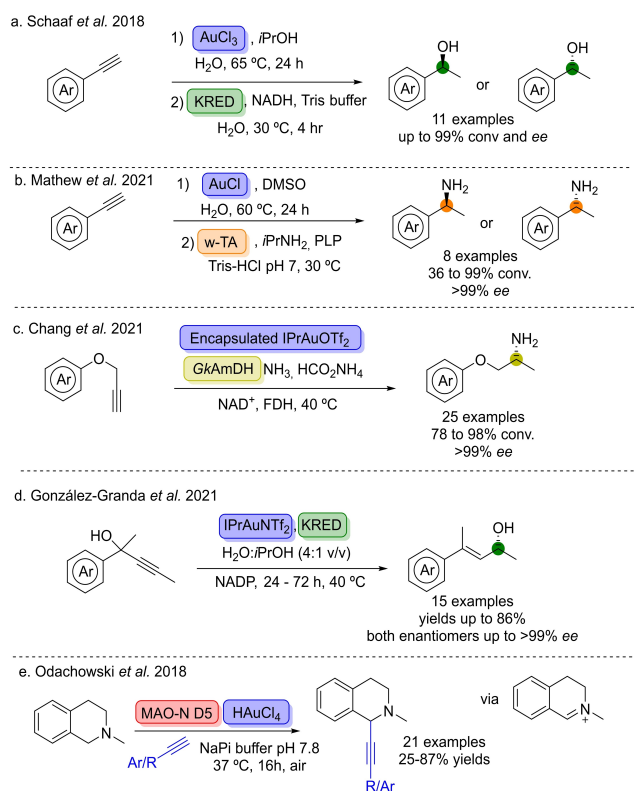 a. Schaaf et al. 2018
Ar
1) AuCl3 , iPrOH
H2O, 65 ºC, 24 h
2) KRED , NADH, Tris buffer
H2O, 30 ºC, 4 hr
OH
Ar
or
OH
Ar
11 examples
up to 99% conv and ee
b. Mathew et al. 2021
Ar
1) AuCl , DMSO
H2O, 60 ºC, 24 h
2) w-TA , iPrNH2, PLP
Tris-HCl pH 7, 30 ºC
NH2
Ar
or
NH2
Ar
8 examples
36 to 99% conv.
>99% ee
c. Chang et al. 2021
O
Ar
Encapsulated IPrAuOTf2
GkAmDH NH3, HCO2NH4
NAD+, FDH, 40 ºC
NH2
O
Ar
25 examples
78 to 98% conv.
>99% ee
d. González-Granda et al. 2021
HO
Ar
IPrAuNTf2, KRED
H2O:iPrOH (4:1 v/v)
NADP, 24 - 72 h, 40 ºC
OH
Ar
15 examples
yields up to 86%
both enantiomers up to >99% ee
e. Odachowski et al. 2018
N
MAO-N D5 HAuCl4
Ar/R
NaPi buffer pH 7.8
37 ºC, 16h, air
N
R/Ar
via
N
+
21 examples
25-87% yields